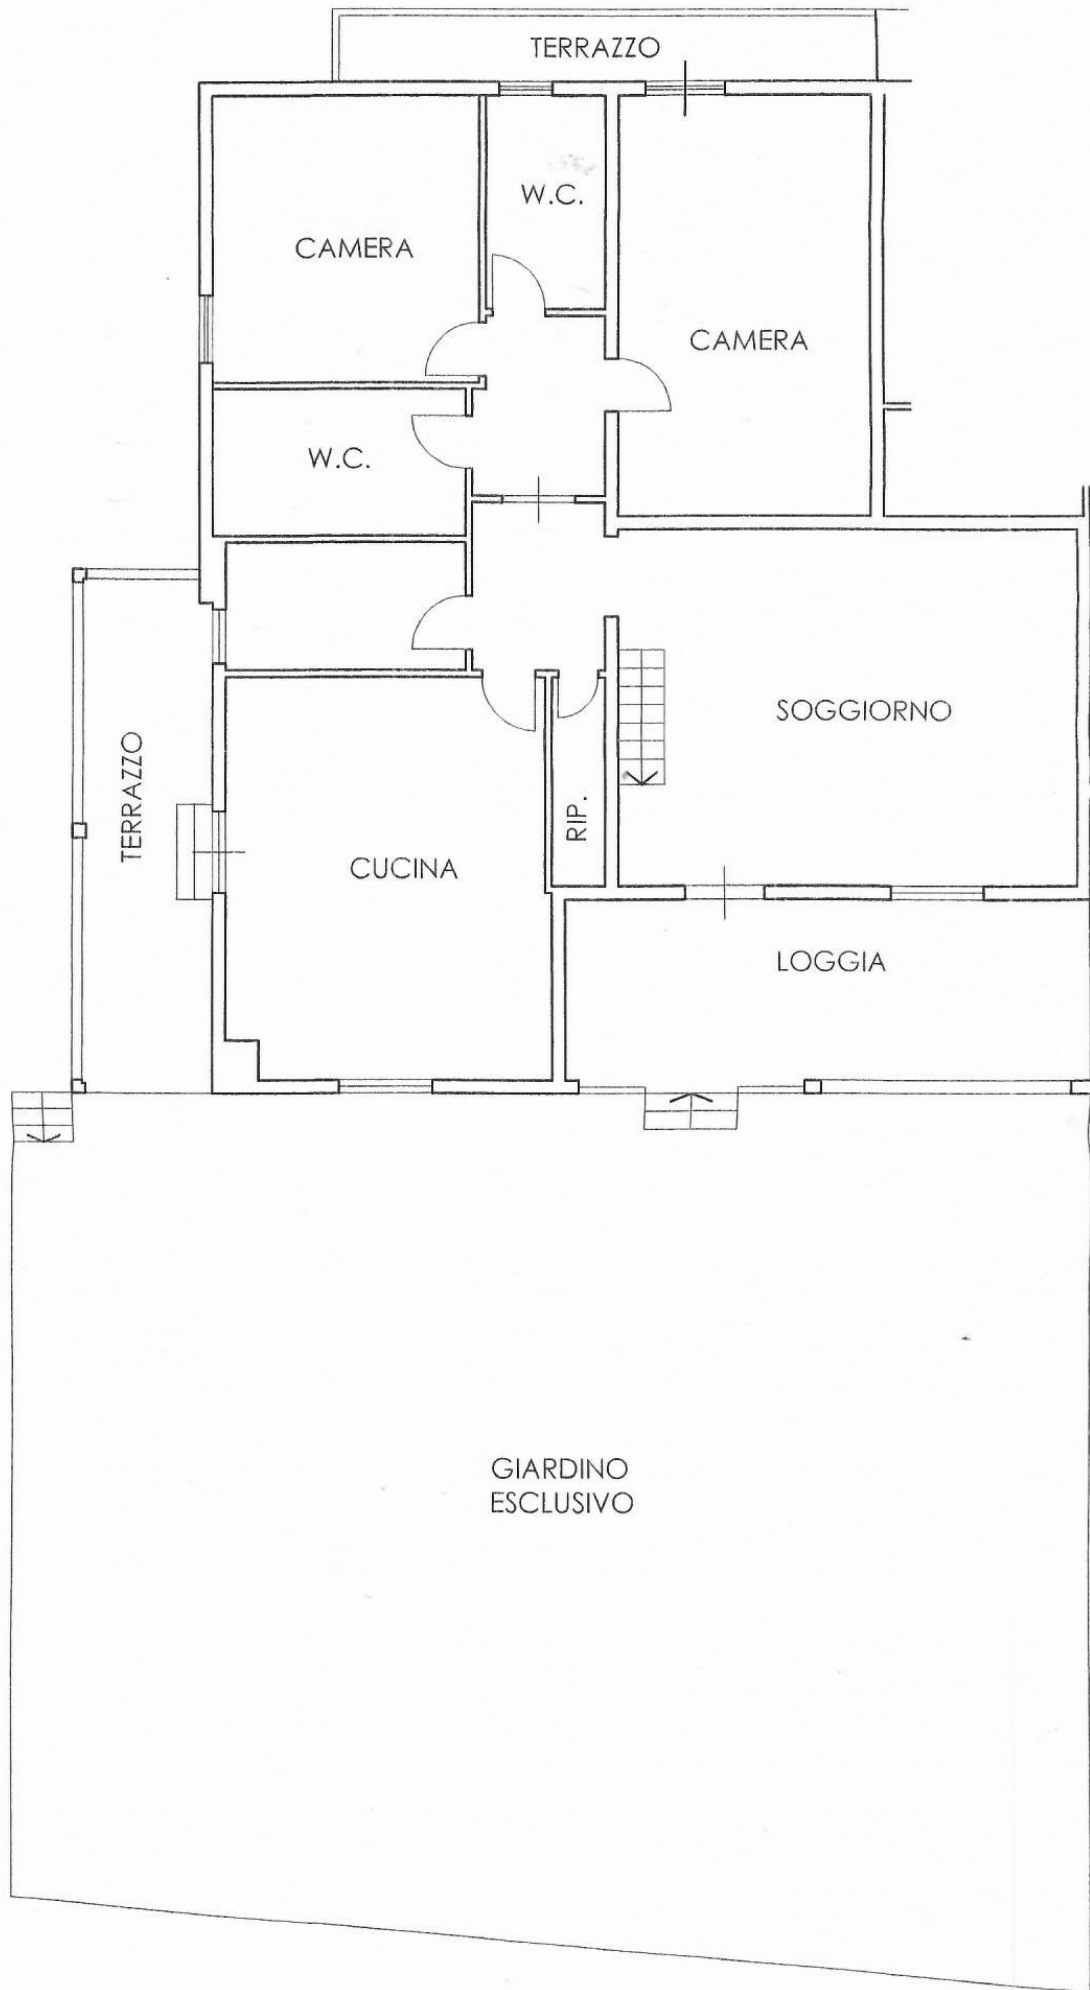 TERRAZZO
W.C.
CAMERA
CAMERA
W.C.
SOGGIORNO
TERRAZZO
RIP.
CUCINA
LOGGIA
GIARDINO
ESCLUSIVO